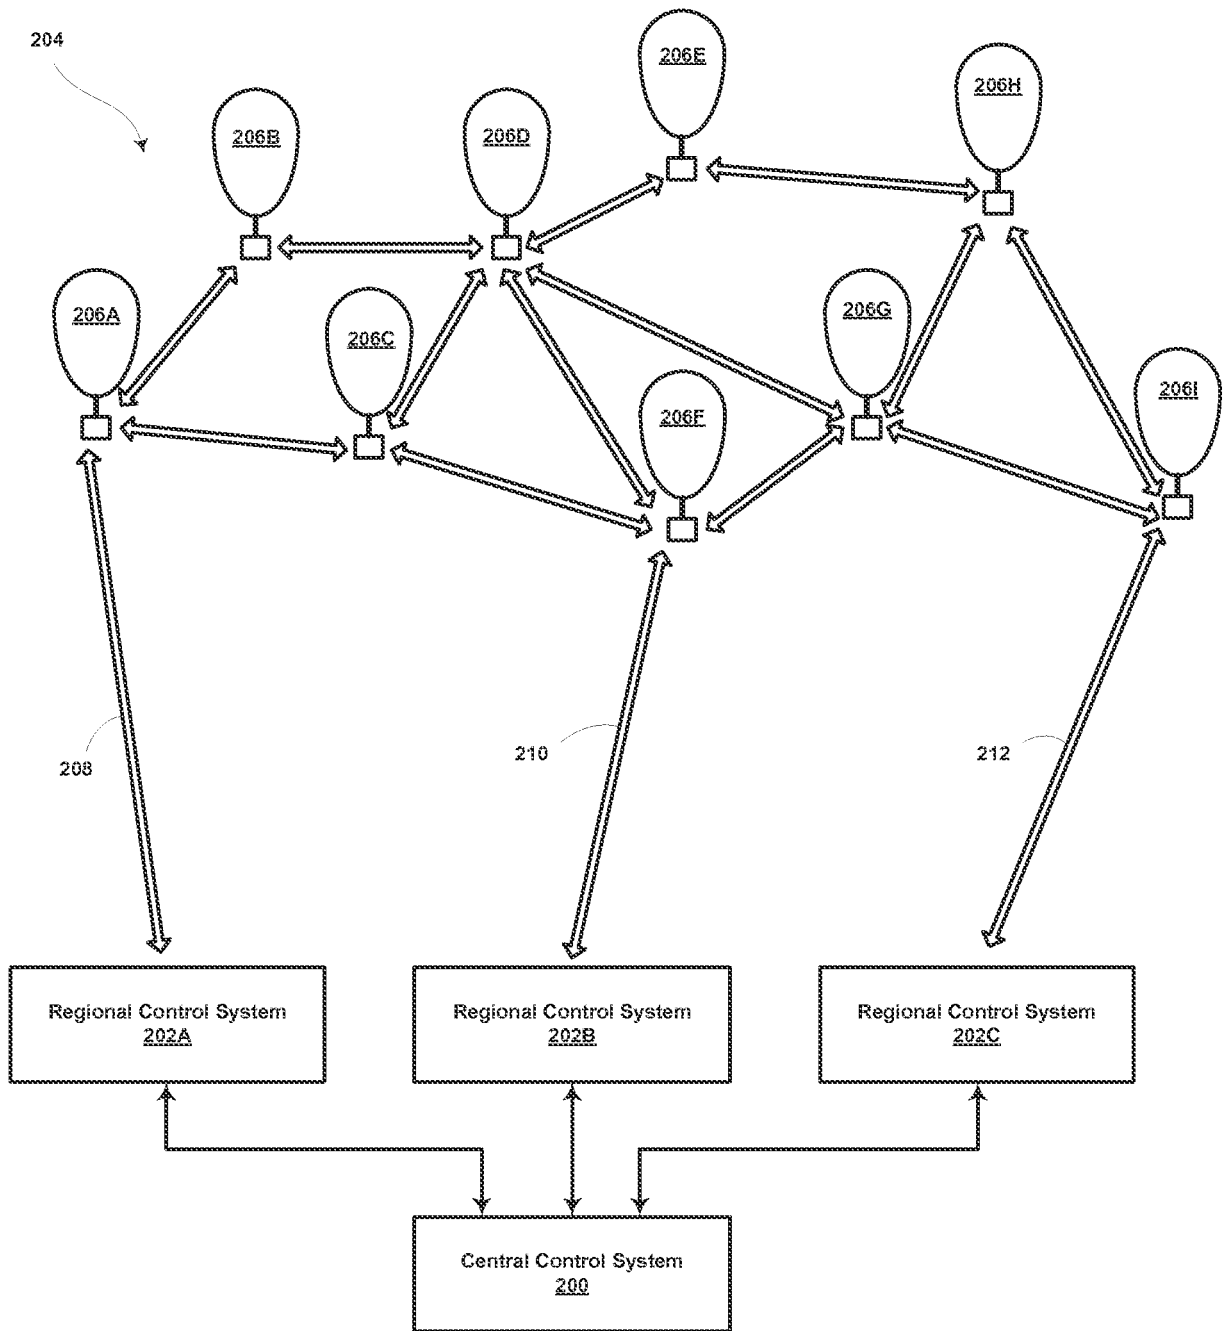 204
206E
206H
206B
206D
206A
206C
206G
206I
206F
208
210
212
Regional Control System
202A
Regional Control System
202B
Regional Control System
202C
Central Control System
200